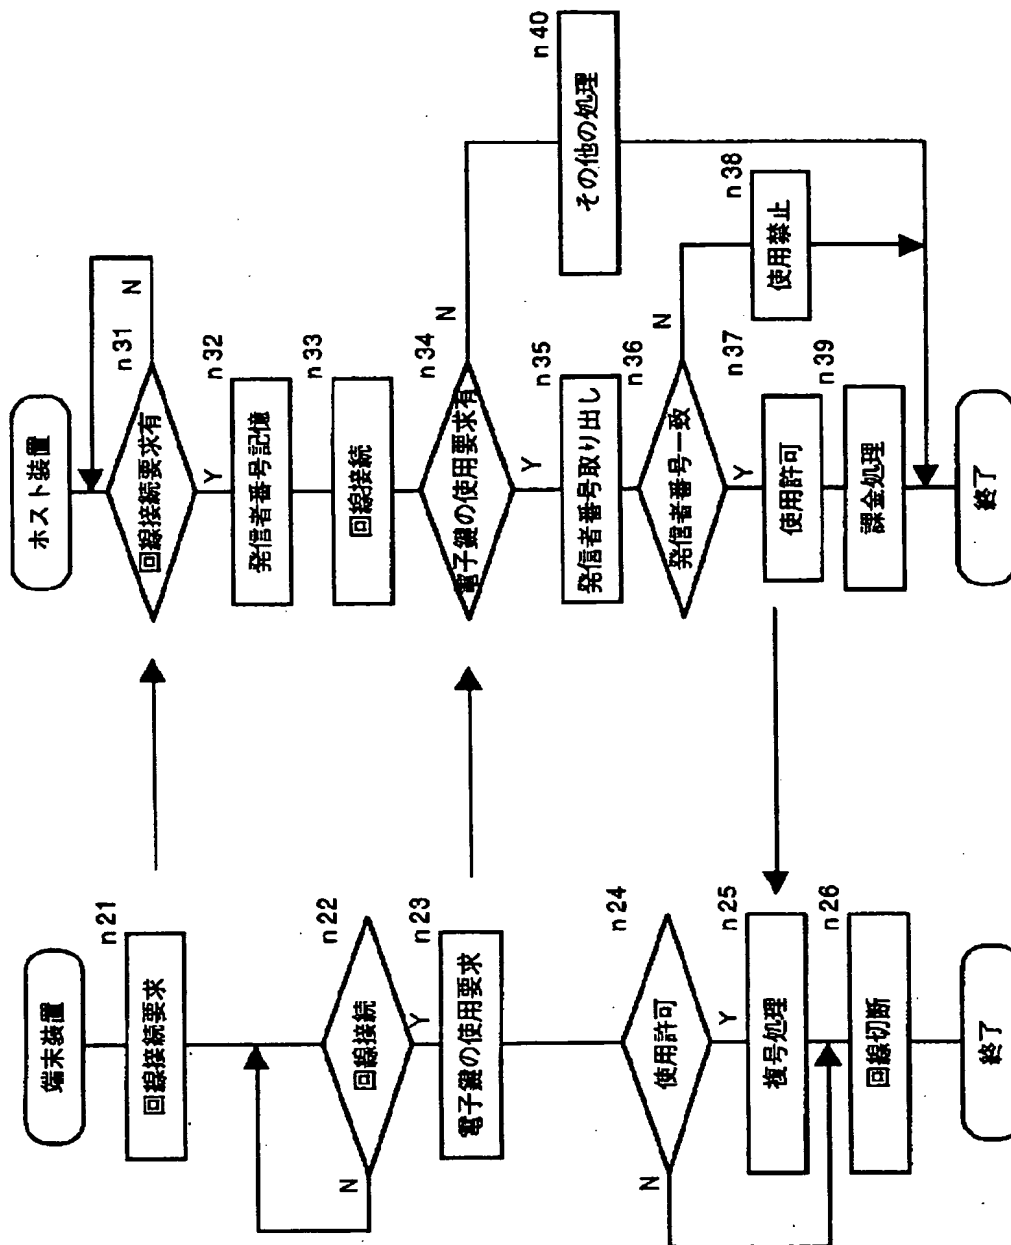 端末装置
n21
回線接続要求
n22
回線接続
N
Y
n23
電子鍵の使用要求
n24
使用許可
N
Y
n25
複号処理
n26
回線切断
終了
ホスト装置
n31
回線接続要求有
N
Y
n32
発信者番号記憶
n33
回線接続
n34
電子鍵の使用要求有
N
Y
n40
その他の処理
n35
発信者番号取り出し
n36
発信者番号一致
N
Y
n38
使用禁止
n37
使用許可
n39
課金処理
終了